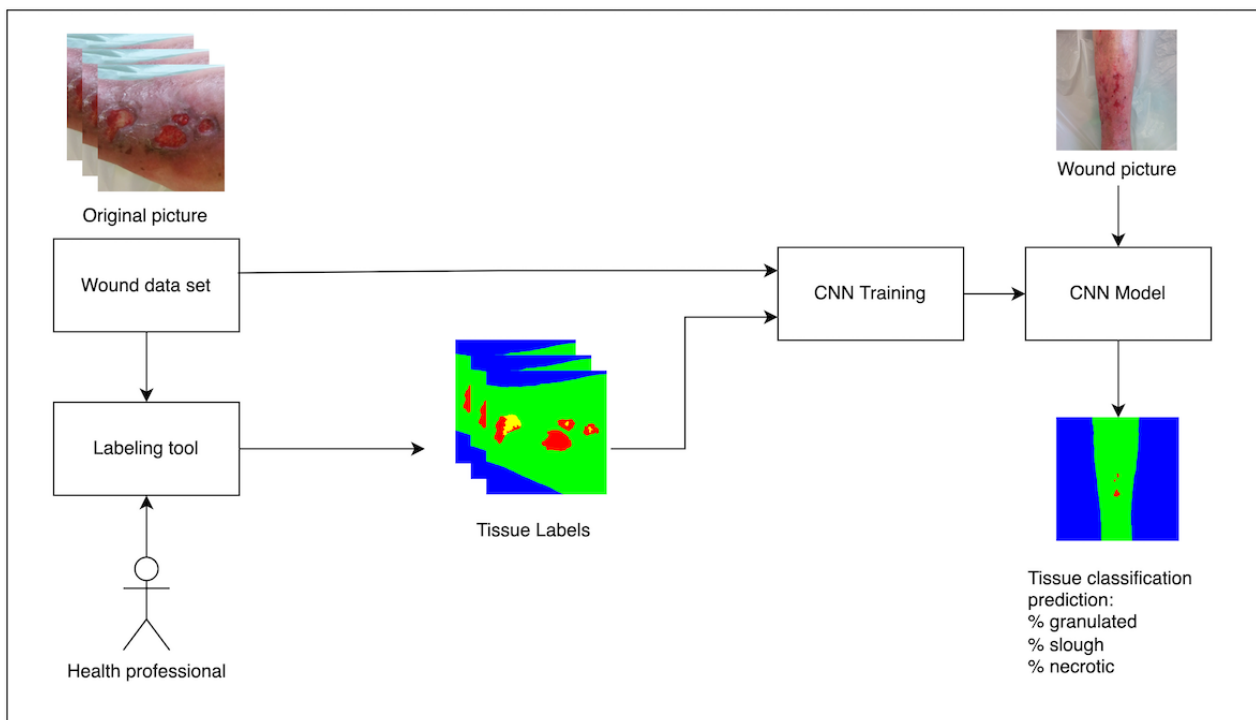 Original picture
Wound picture
Wound data set
CNN Training
CNN Model
Labeling tool
Tissue Labels
Health professional
Tissue classification
prediction:
% granulated
% slough
% necrotic